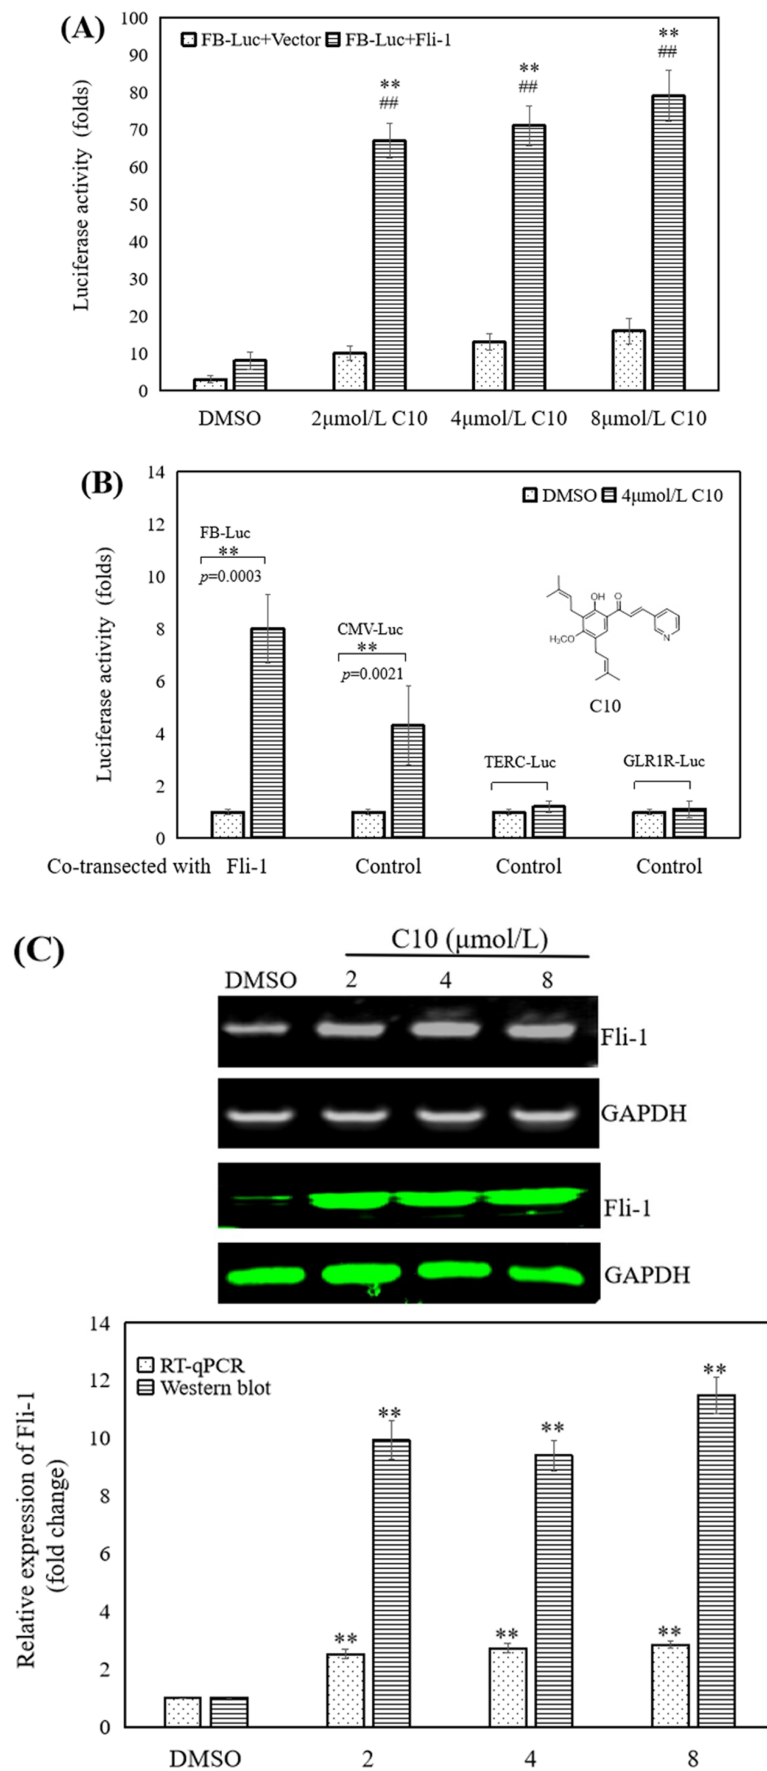 (A)
FB-Luc+Vector FB-Luc+Fli-1
Luciferase activity (folds)
100
90
80
70
60
50
40
30
20
10
0
** ** **
## ## ##
DMSO 2μmol/L C10 4μmol/L C10 8μmol/L C10
(B)
DMSO 4μmol/L C10
Luciferase activity (folds)
14
12
10
8
6
4
2
0
FB-Luc
**
p=0.0003
CMV-Luc
**
p=0.0021
TERC-Luc
GLR1R-Luc
OH
O
H₃CO
N
C10
Co-transected with Fli-1 Control Control Control
(C)
C10 (μmol/L)
DMSO 2 4 8
Fli-1
GAPDH
Fli-1
GAPDH
Relative expression of Fli-1
(fold change)
14
12
10
8
6
4
2
0
RT-qPCR
Western blot
** ** **
** ** **
DMSO 2 4 8